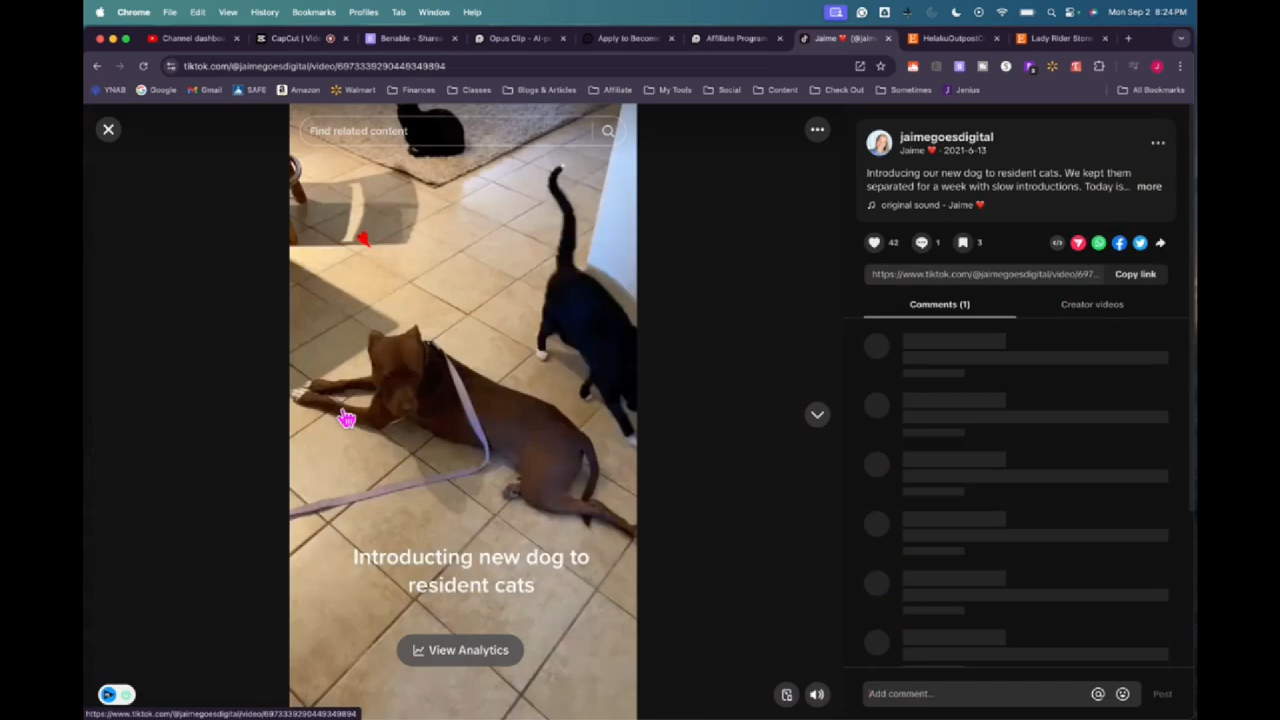 Chrome File Edit View History Bookmarks Profiles Tab Window Help Mon Sep 2 8:24 PM
Channel dashbo CapCut | Vide Benable - Share Opus Clip - AI-p Apply to Becom Affiliate Program Jaime ❤️ (@jaim HelakuOutpostC Lady Rider Ston
tiktok.com/@jaimegoesdigital/video/6973339290449349894
YNAB Google Gmail SAFE Amazon Walmart Finances Classes Blogs & Articles Affiliate My Tools Social Content Check Out Sometimes Jenius All Bookmarks
Find related content
jaimegoesdigital
Jaime ❤️ · 2021-6-13
Introducing our new dog to resident cats. We kept them
separated for a week with slow introductions. Today is... more
original sound - Jaime ❤️
42 1 3
https://www.tiktok.com/@jaimegoesdigital/video/697... Copy link
Comments (1) Creator videos
Introducting new dog to
resident cats
View Analytics
Add comment... Post
https://www.tiktok.com/@jaimegoesdigital/video/6973339290449349894